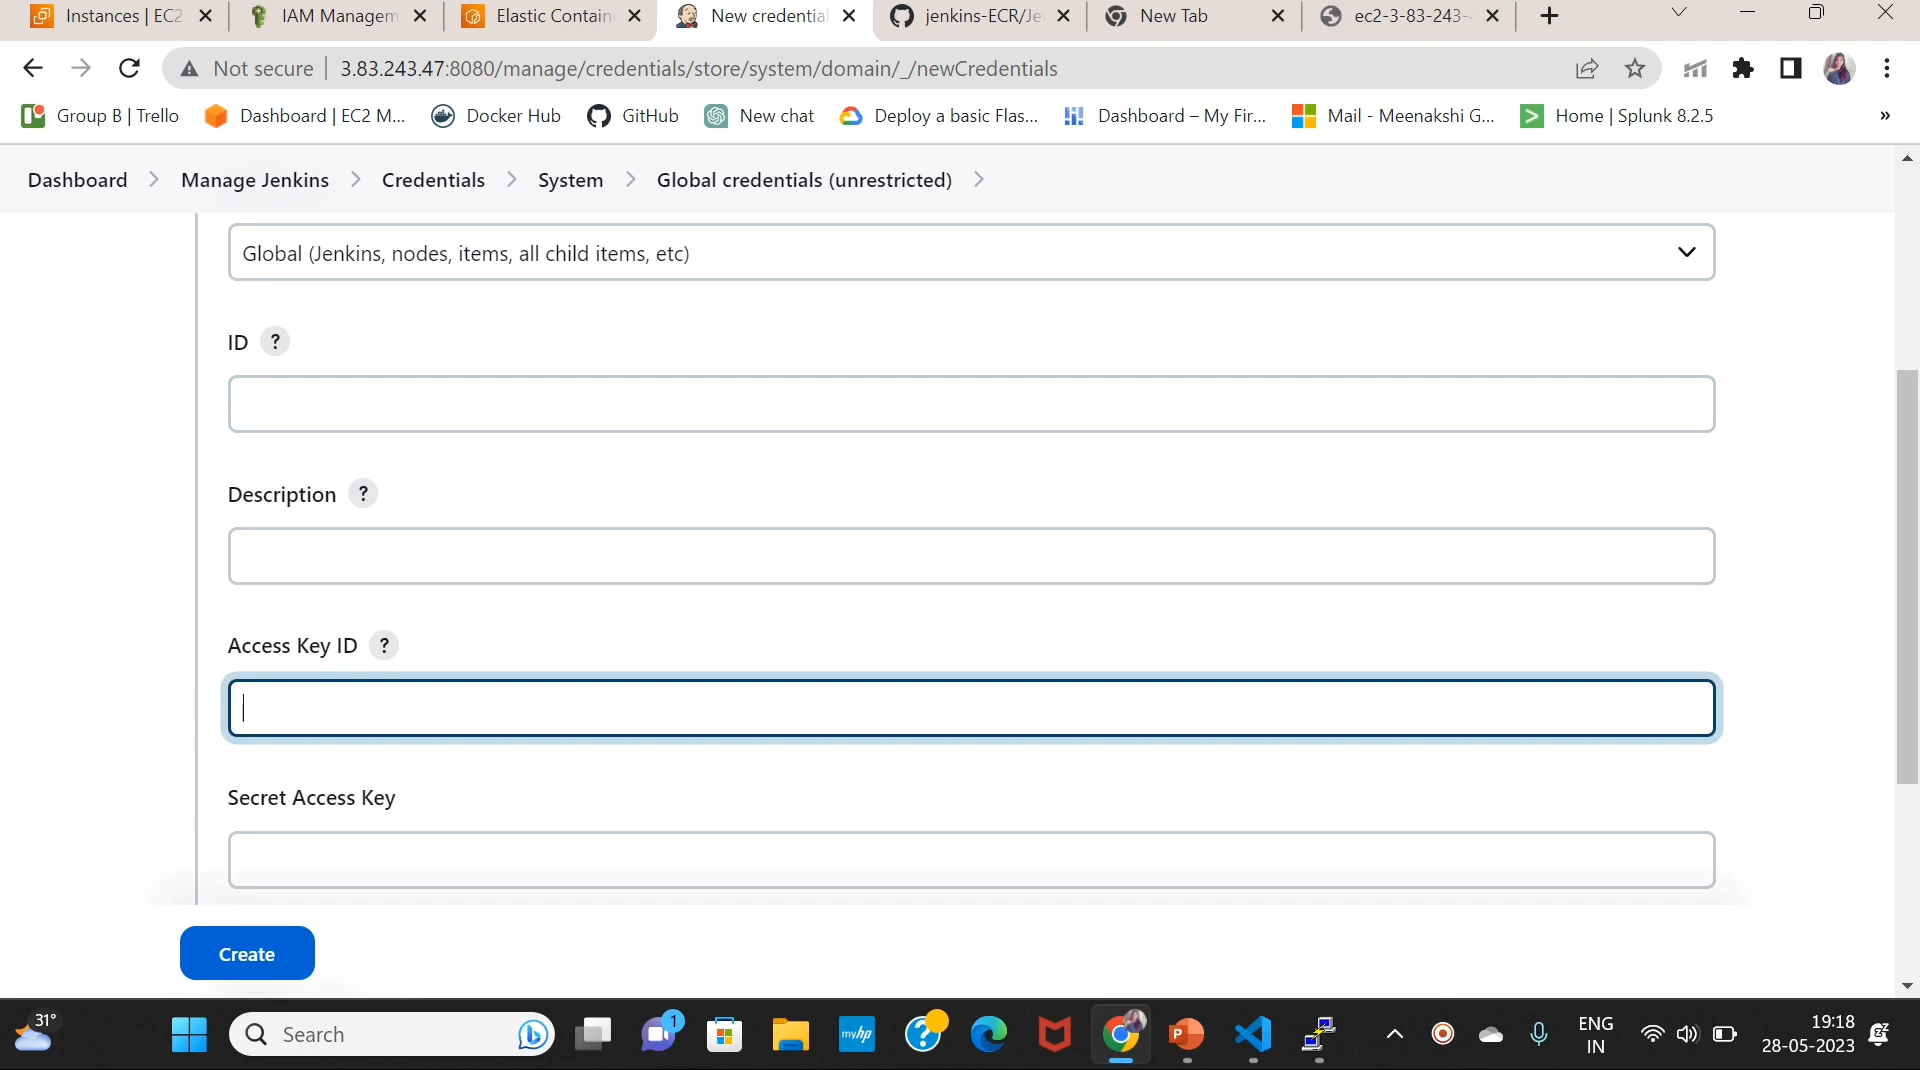 Instances | EC2
IAM Managem
Elastic Contain
New credential
jenkins-ECR/Je
New Tab
ec2-3-83-243-
Not secure
3.83.243.47:8080/manage/credentials/store/system/domain/_/newCredentials
Group B | Trello
Dashboard | EC2 M...
Docker Hub
GitHub
New chat
Deploy a basic Flas...
Dashboard – My Fir...
Mail - Meenakshi G...
Home | Splunk 8.2.5
»
Dashboard > Manage Jenkins > Credentials > System > Global credentials (unrestricted) >
Global (Jenkins, nodes, items, all child items, etc)
ID ?
Description ?
Access Key ID ?
Secret Access Key
Create
31°
Search
1
myhp
ENG
IN
19:18
28-05-2023